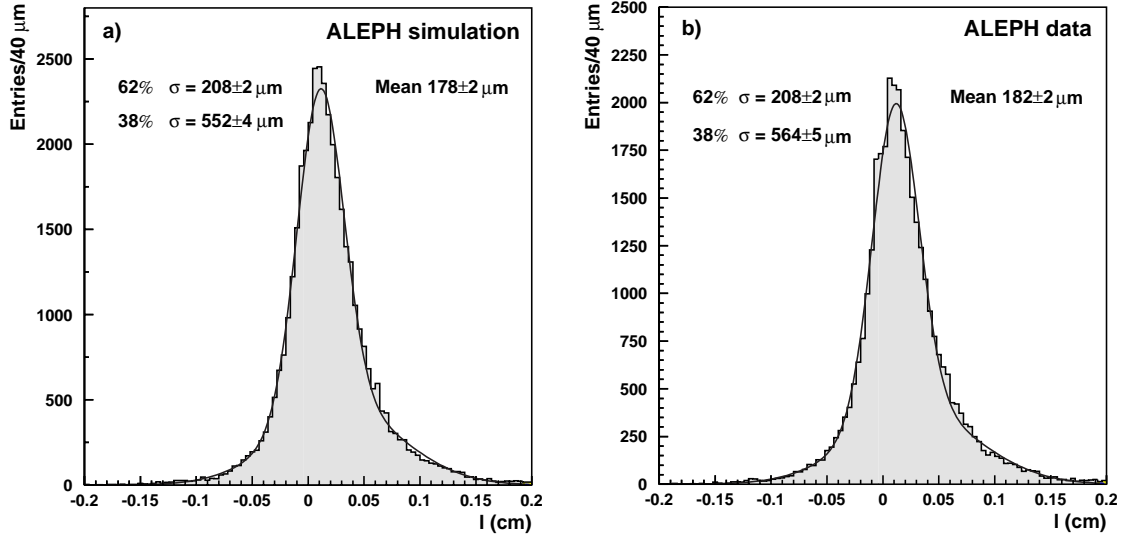 a)
ALEPH simulation
62% σ = 208±2 μm
Mean 178±2 μm
38% σ = 552±4 μm
Entries/40 μm
2500
2000
1500
1000
500
0
-0.2 -0.15 -0.1 -0.05 0 0.05 0.1 0.15 0.2
l (cm)
b)
ALEPH data
62% σ = 208±2 μm
Mean 182±2 μm
38% σ = 564±5 μm
Entries/40 μm
2500
2250
2000
1750
1500
1250
1000
750
500
250
0
-0.2 -0.15 -0.1 -0.05 0 0.05 0.1 0.15 0.2
l (cm)